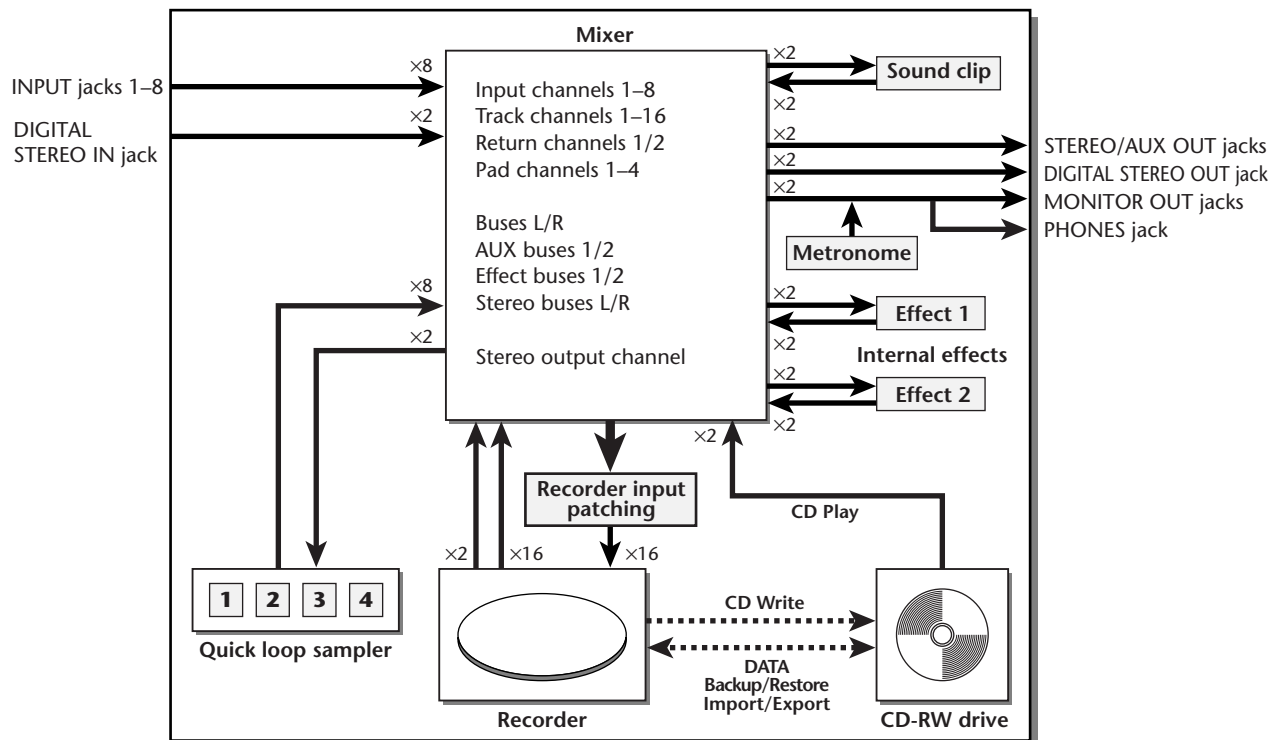 Mixer
INPUT jacks 1–8
×8
DIGITAL
STEREO IN jack
×2
Input channels 1–8
Track channels 1–16
Return channels 1/2
Pad channels 1–4
Buses L/R
AUX buses 1/2
Effect buses 1/2
Stereo buses L/R
Stereo output channel
×2
Sound clip
×2
×2
STEREO/AUX OUT jacks
×2
DIGITAL STEREO OUT jack
×2
MONITOR OUT jacks
PHONES jack
Metronome
×8
×2
×2
Effect 1
×2
Internal effects
×2
Effect 2
×2
×2
Recorder input
patching
CD Play
×2
×16
×16
1 2 3 4
Quick loop sampler
CD Write
DATA
Backup/Restore
Import/Export
Recorder
CD-RW drive